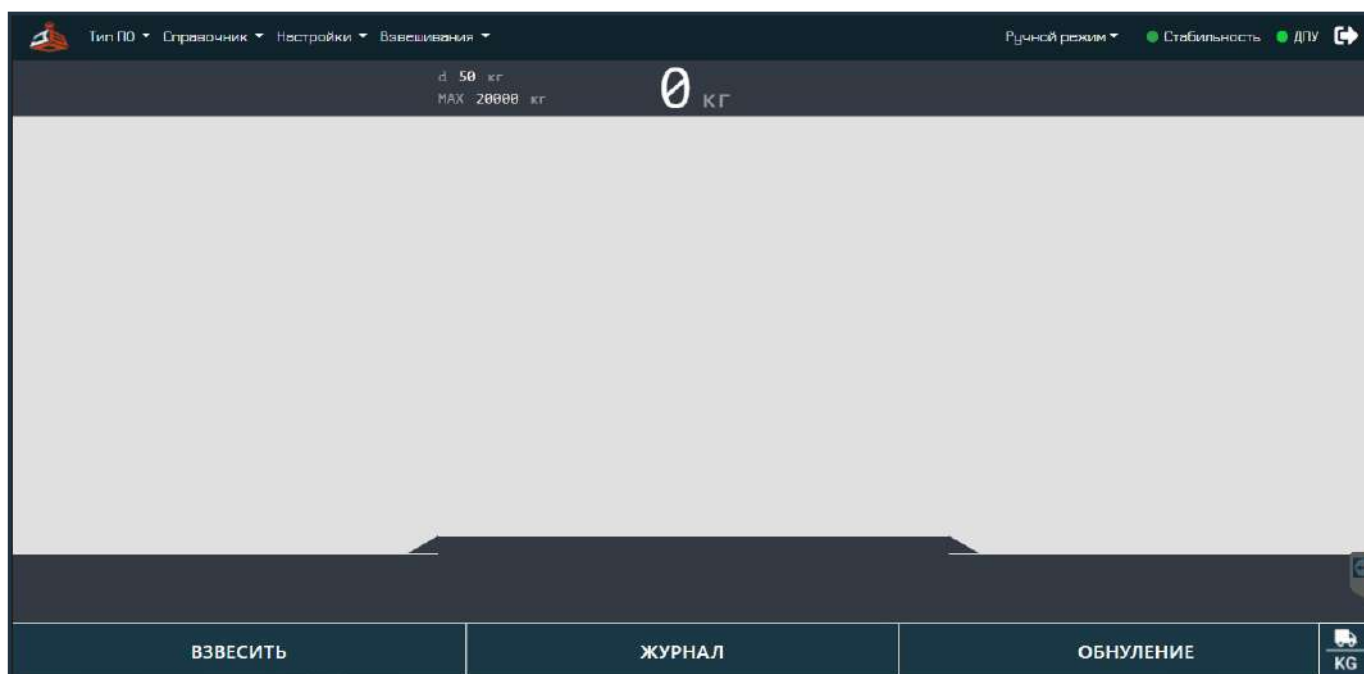 Тип ПО Справочник Настройки Взвешивания Ручной режим Стабильность ДПУ
d 50 кг
MAX 20000 кг
0 кг
ВЗВЕСИТЬ ЖУРНАЛ ОБНУЛЕНИЕ
KG